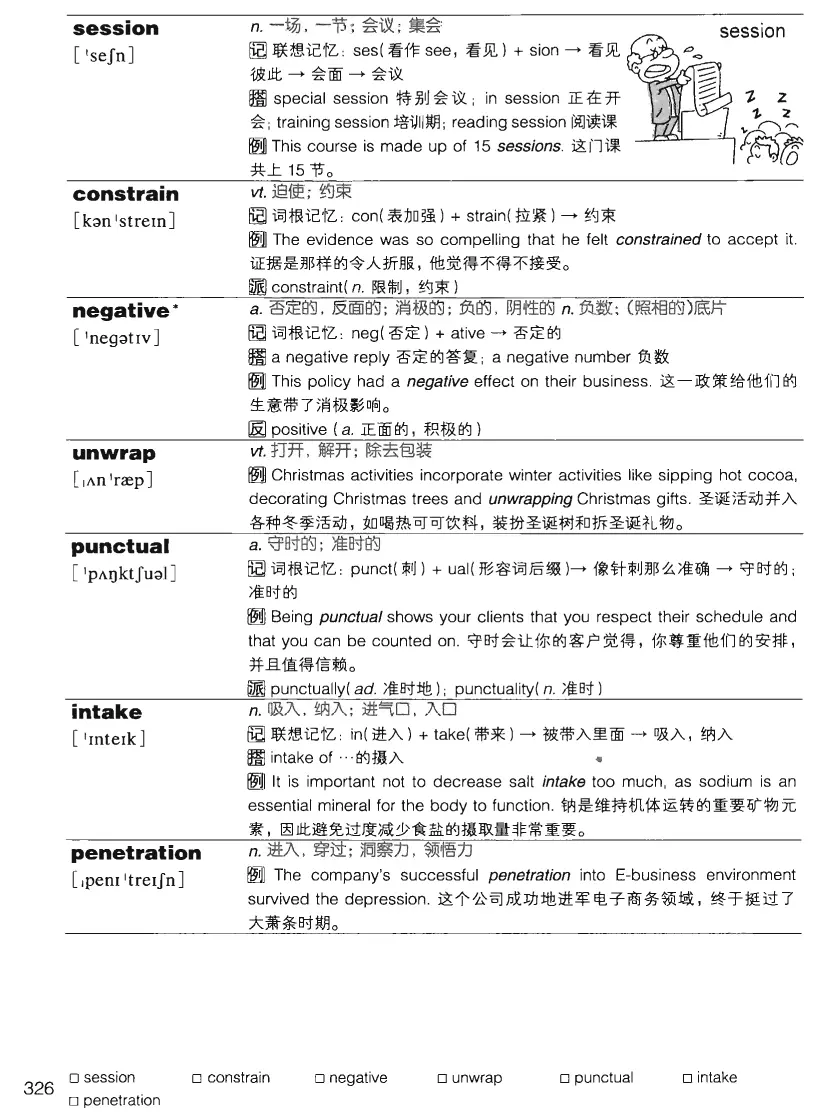 session
[ ˈseʃn ]
n. 一场, 一节; 会议; 集会
session
[记] 联想记忆: ses(看作 see, 看见) + sion → 看见
彼此 → 会面 → 会议
[搭] special session 特别会议; in session 正在开
会; training session 培训期; reading session 阅读课
[例] This course is made up of 15 sessions. 这门课
共上 15 节。
Z Z
Z Z
Z
constrain
[ kənˈstreɪn ]
vt. 迫使; 约束
[记] 词根记忆: con(表加强) + strain(拉紧) → 约束
[例] The evidence was so compelling that he felt constrained to accept it.
证据是那样的令人折服, 他觉得不得不接受。
[派] constraint(n. 限制, 约束)
negative*
[ ˈnegətɪv ]
a. 否定的, 反面的; 消极的; 负的, 阴性的 n. 负数; (照相的)底片
[记] 词根记忆: neg(否定) + ative → 否定的
[搭] a negative reply 否定的答复; a negative number 负数
[例] This policy had a negative effect on their business. 这一政策给他们的
生意带了消极影响。
[反] positive (a. 正面的, 积极的)
unwrap
[ ˌʌnˈræp ]
vt. 打开, 解开; 除去包装
[例] Christmas activities incorporate winter activities like sipping hot cocoa,
decorating Christmas trees and unwrapping Christmas gifts. 圣诞活动并入
各种冬季活动, 如喝热可可饮料, 装扮圣诞树和拆圣诞礼物。
punctual
[ ˈpʌŋktʃuəl ]
a. 守时的; 准时的
[记] 词根记忆: punct(刺) + ual(形容词后缀)→ 像针刺那么准确 → 守时的;
准时的
[例] Being punctual shows your clients that you respect their schedule and
that you can be counted on. 守时会让你的客户觉得, 你尊重他们的安排,
并且值得信赖。
[派] punctually(ad. 准时地); punctuality(n. 准时)
intake
[ ˈɪnteɪk ]
n. 吸入, 纳入; 进气口, 入口
[记] 联想记忆: in(进入) + take(带来) → 被带入里面 → 吸入, 纳入
[搭] intake of …的摄入
[例] It is important not to decrease salt intake too much, as sodium is an
essential mineral for the body to function. 钠是维持机体运转的重要矿物元
素, 因此避免过度减少食盐的摄取量非常重要。
penetration
[ ˌpenɪˈtreɪʃn ]
n. 进入, 穿过; 洞察力, 领悟力
[例] The company's successful penetration into E-business environment
survived the depression. 这个公司成功地进军电子商务领域, 终于挺过了
大萧条时期。
326
□ session □ constrain □ negative □ unwrap □ punctual □ intake
□ penetration